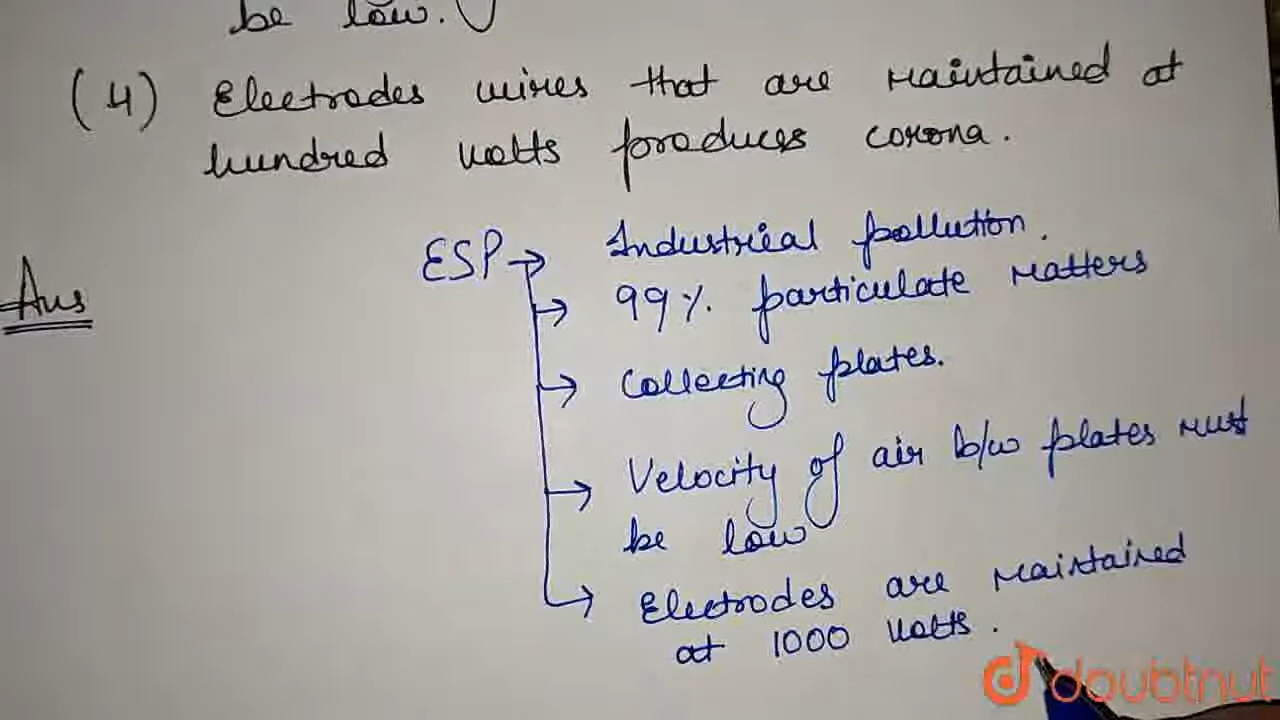 be low.
(4) Electrodes wires that are maintained at
hundred volts produces corona.
ESP → Industrial pollution.
→ 99% particulate matters
Ans
→ Collecting plates.
→ Velocity of air b/w plates must
be low
→ Electrodes are maintained
at 1000 volts.
doubtnut